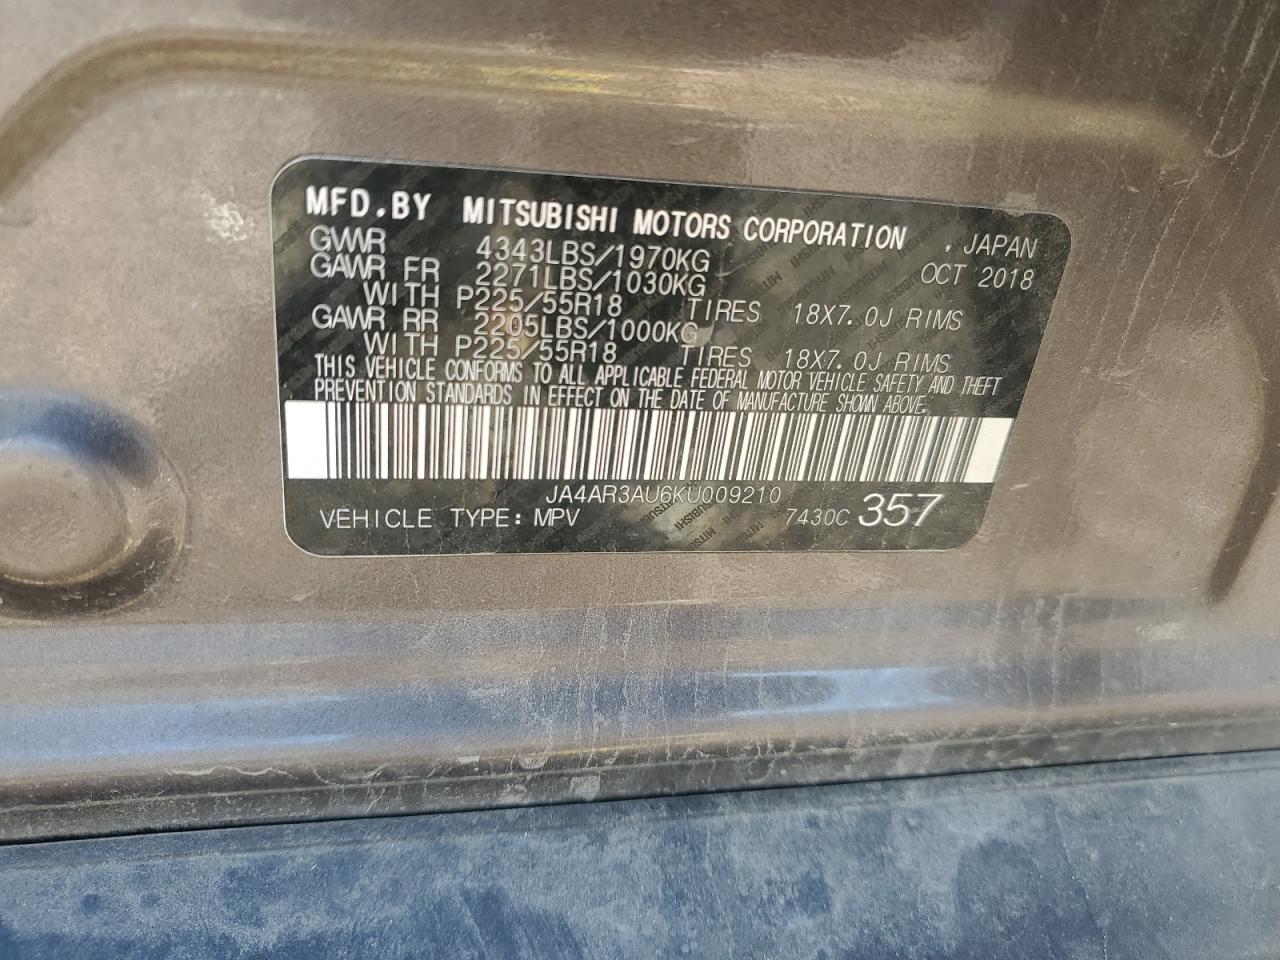 MFD.BY MITSUBISHI MOTORS CORPORATION , JAPAN
GVWR 4343LBS/1970KG OCT 2018
GAWR FR 2271LBS/1030KG
WITH P225/55R18 TIRES 18X7.0J RIMS
GAWR RR 2205LBS/1000KG
WITH P225/55R18 TIRES 18X7.0J RIMS
THIS VEHICLE CONFORMS TO ALL APPLICABLE FEDERAL MOTOR VEHICLE SAFETY AND THEFT
PREVENTION STANDARDS IN EFFECT ON THE DATE OF MANUFACTURE SHOWN ABOVE.
JA4AR3AU6KU009210
VEHICLE TYPE: MPV 7430C 357